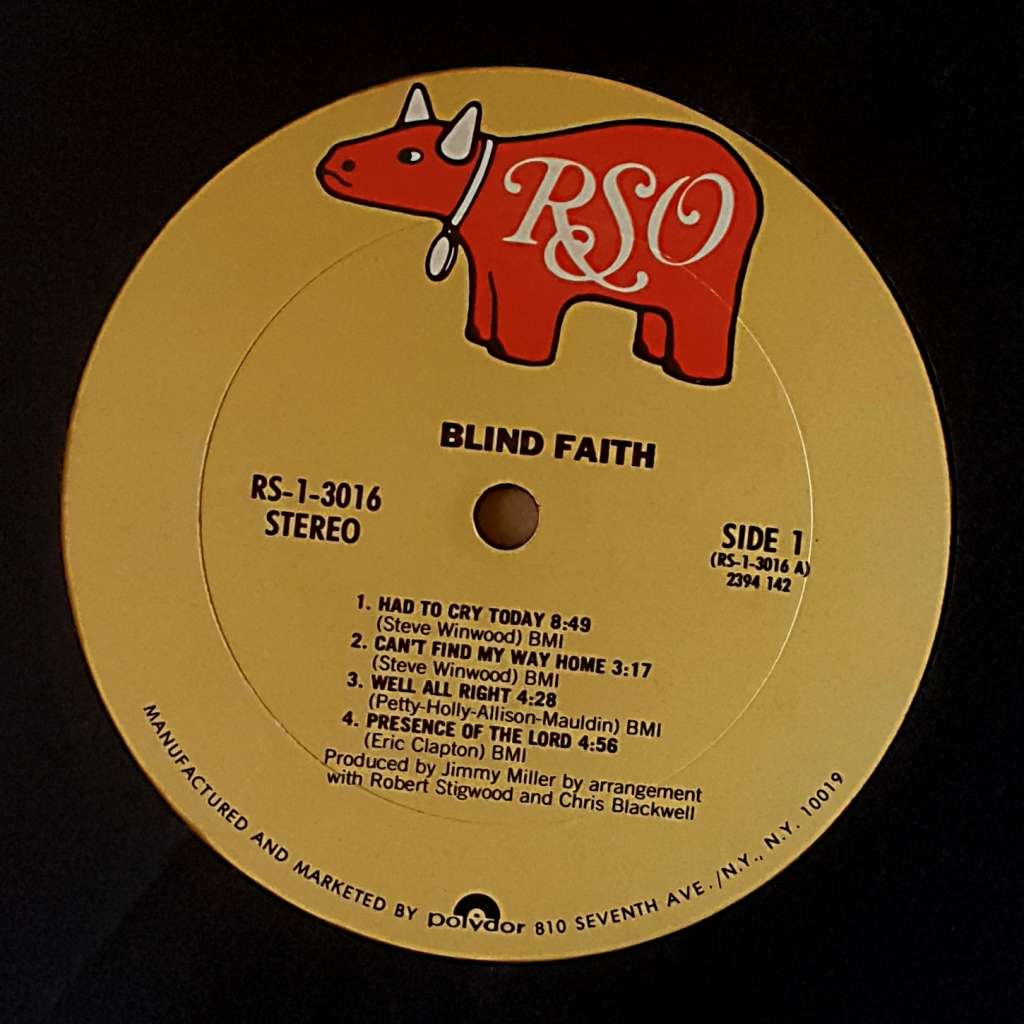 RSO
BLIND FAITH
RS-1-3016
STEREO
SIDE 1
(RS-1-3016 A)
2394 142
1. HAD TO CRY TODAY 8:49
(Steve Winwood) BMI
2. CAN'T FIND MY WAY HOME 3:17
(Steve Winwood) BMI
3. WELL ALL RIGHT 4:28
(Petty-Holly-Allison-Mauldin) BMI
4. PRESENCE OF THE LORD 4:56
(Eric Clapton) BMI
Produced by Jimmy Miller by arrangement
with Robert Stigwood and Chris Blackwell
MANUFACTURED AND MARKETED BY polydor 810 SEVENTH AVE./N.Y., N.Y. 10019